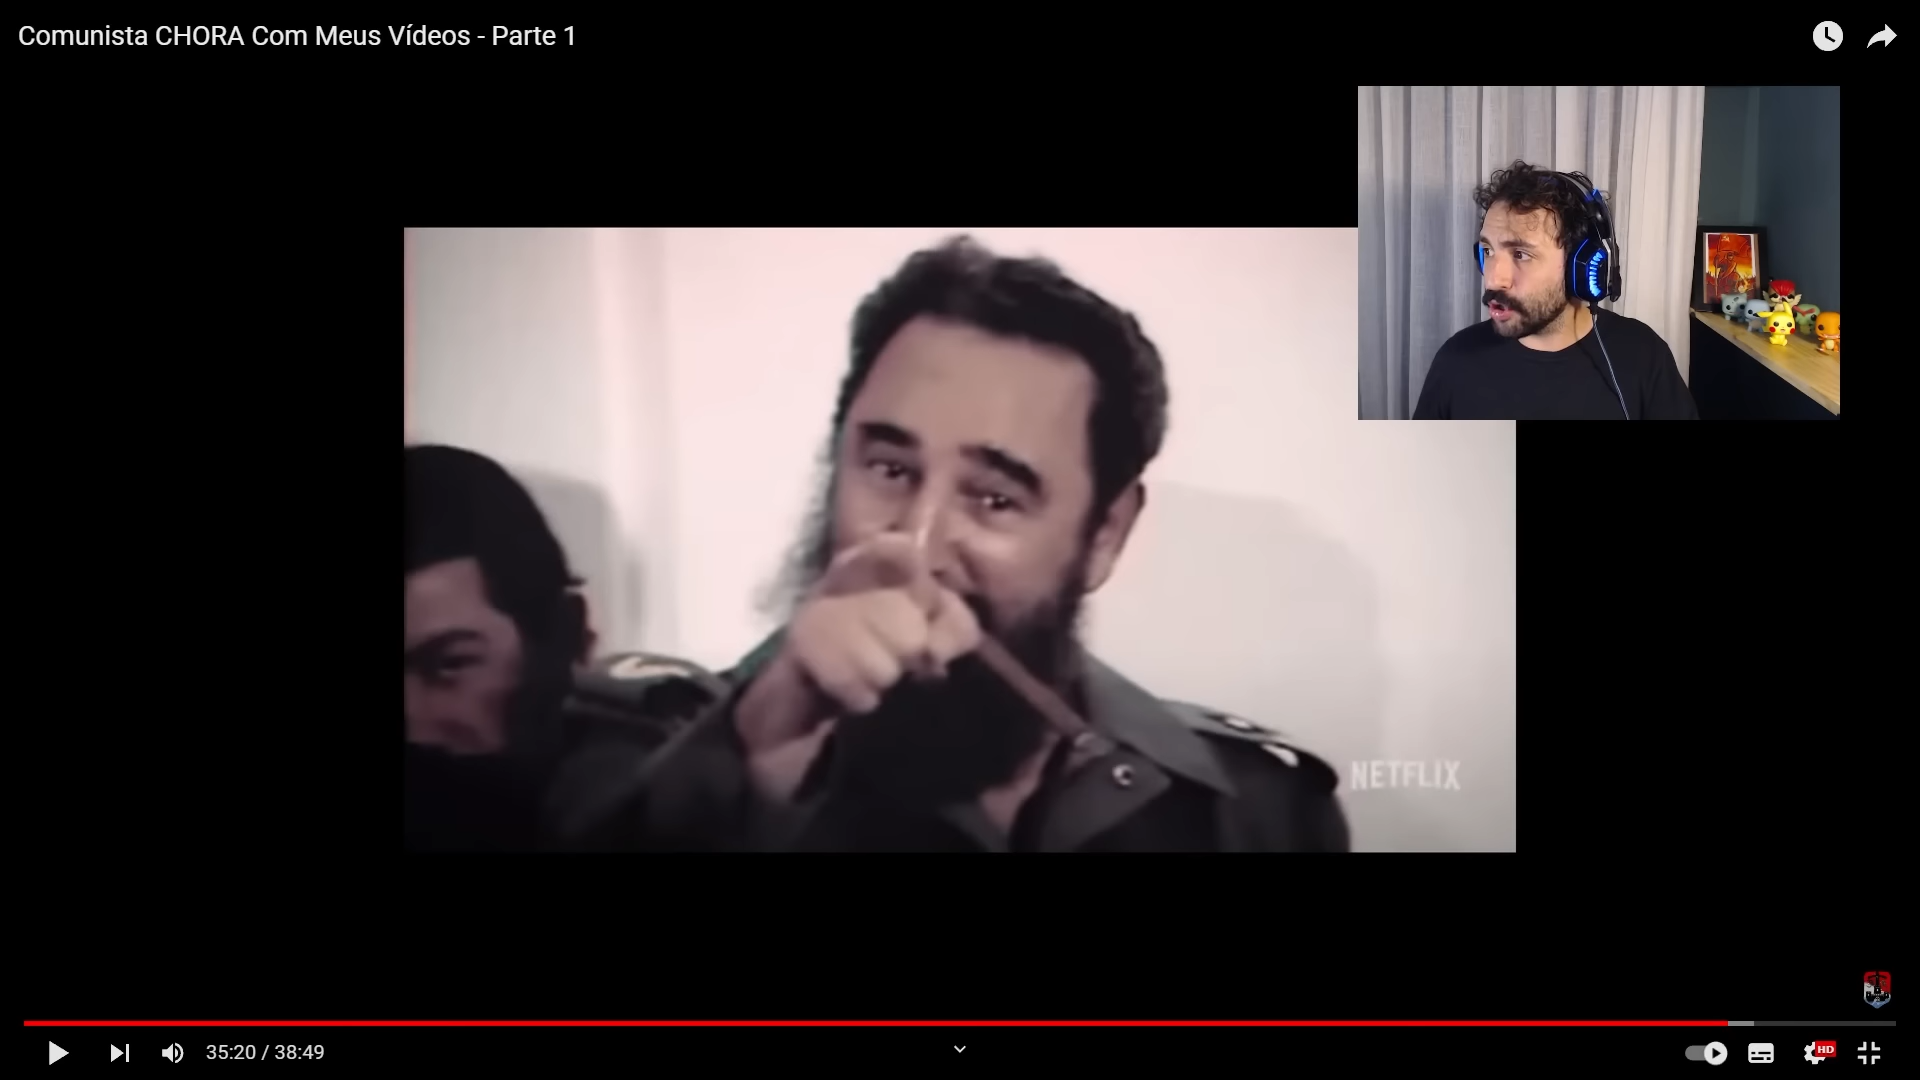 Comunista CHORA Com Meus Vídeos - Parte 1
NETFLIX
35:20 / 38:49
HD